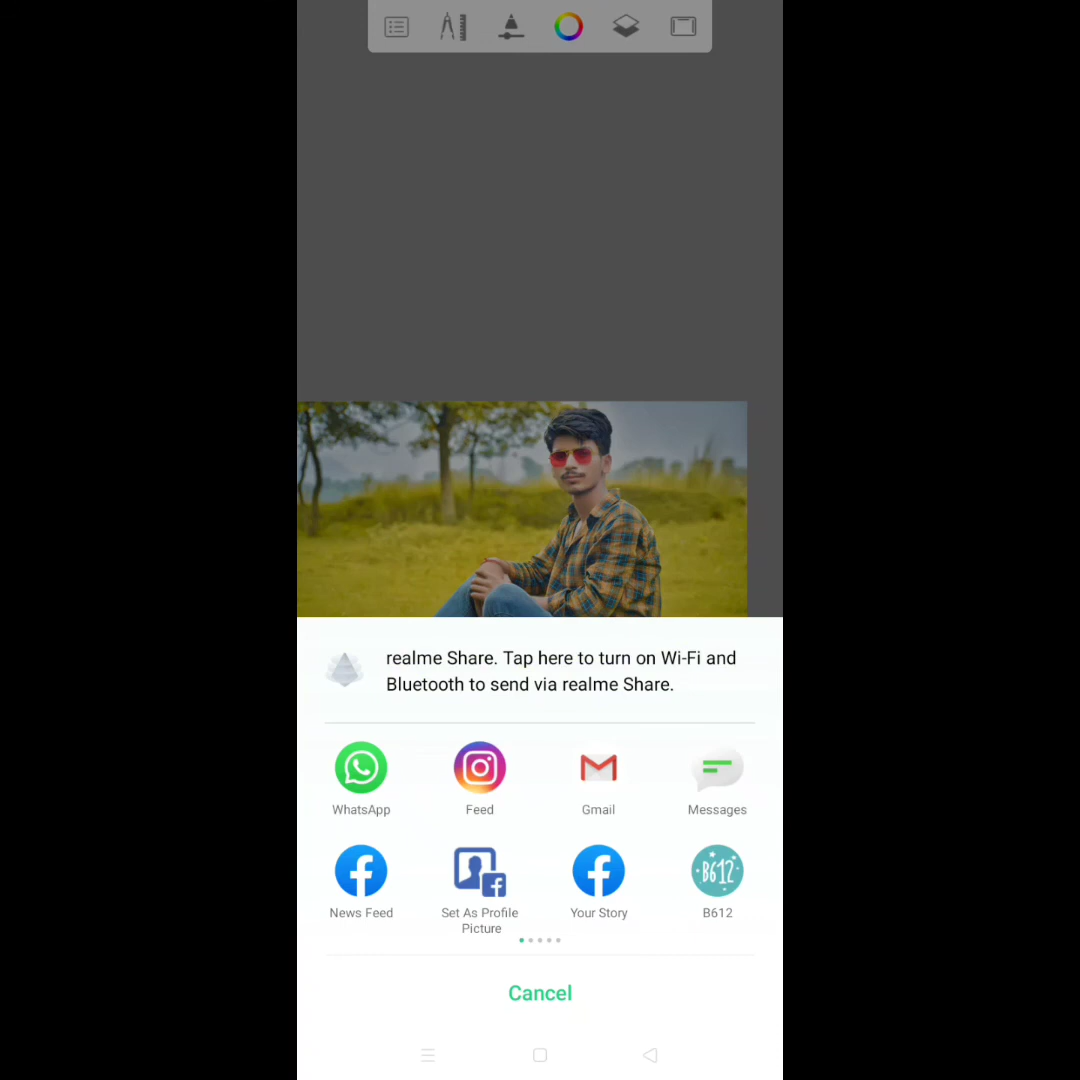 realme Share. Tap here to turn on Wi-Fi and
Bluetooth to send via realme Share.
WhatsApp
Feed
Gmail
Messages
B612
News Feed
Set As Profile
Picture
Your Story
B612
Cancel